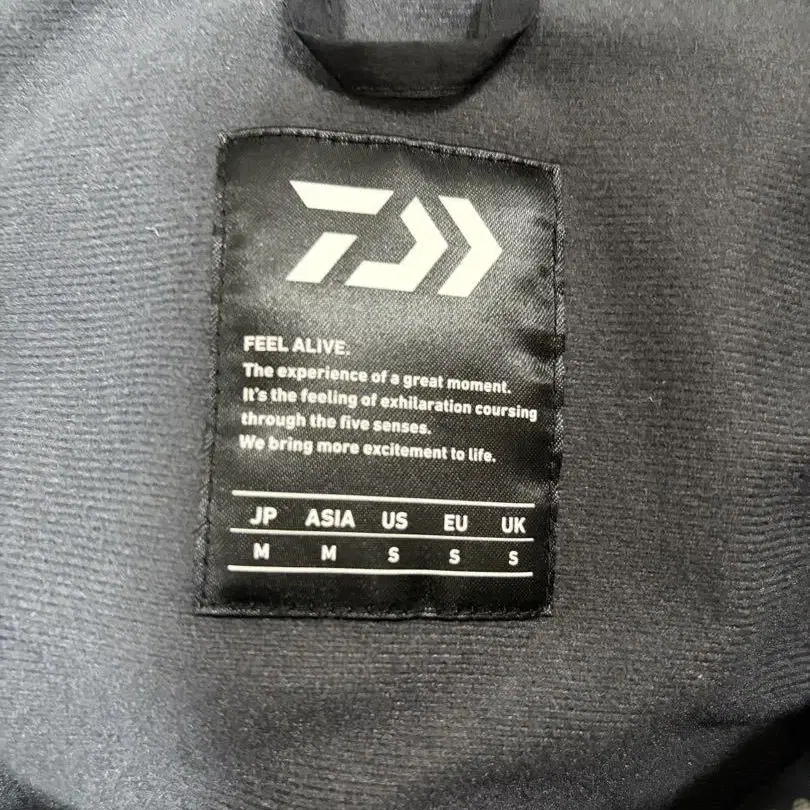 FEEL ALIVE.
The experience of a great moment.
It's the feeling of exhilaration coursing
through the five senses.
We bring more excitement to life.
JP ASIA US EU UK
M M S S S